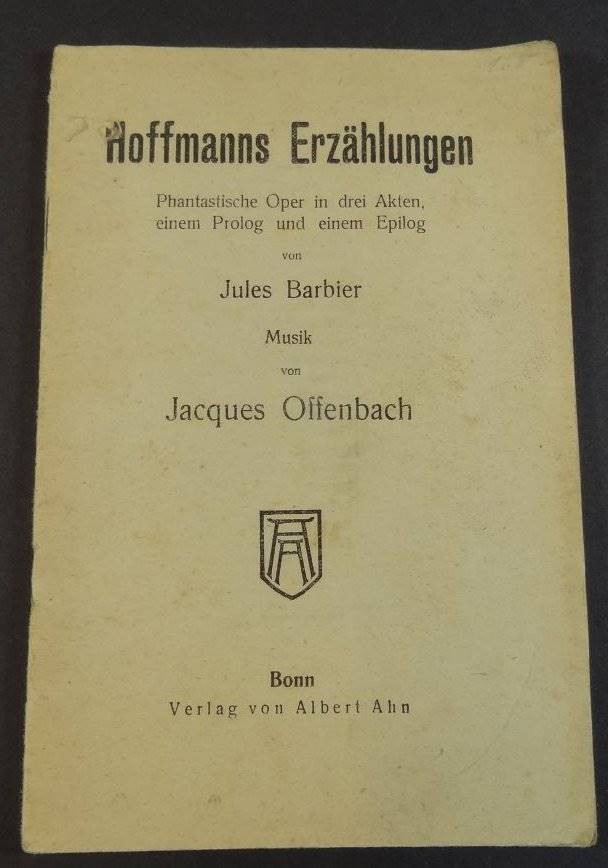 Hoffmanns Erzählungen
Phantastische Oper in drei Akten,
einem Prolog und einem Epilog
von
Jules Barbier
Musik
von
Jacques Offenbach
Bonn
Verlag von Albert Ahn